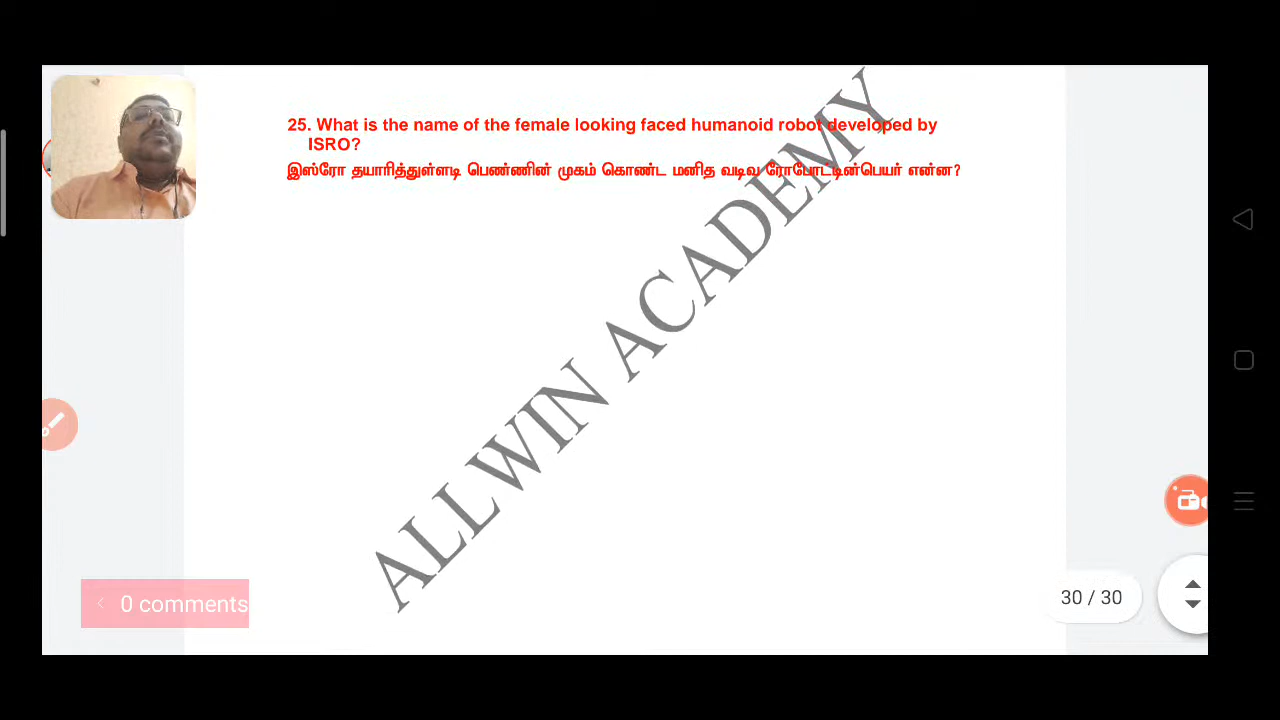 25. What is the name of the female looking faced humanoid robot developed by
ISRO?
இஸ்ரோ தயாரித்துள்ளடி பெண்ணின் முகம் கொண்ட மனித வடிவ ரோபோட்டின்பெயர் என்ன?
ALLWIN ACADEMY
0 comments
30 / 30